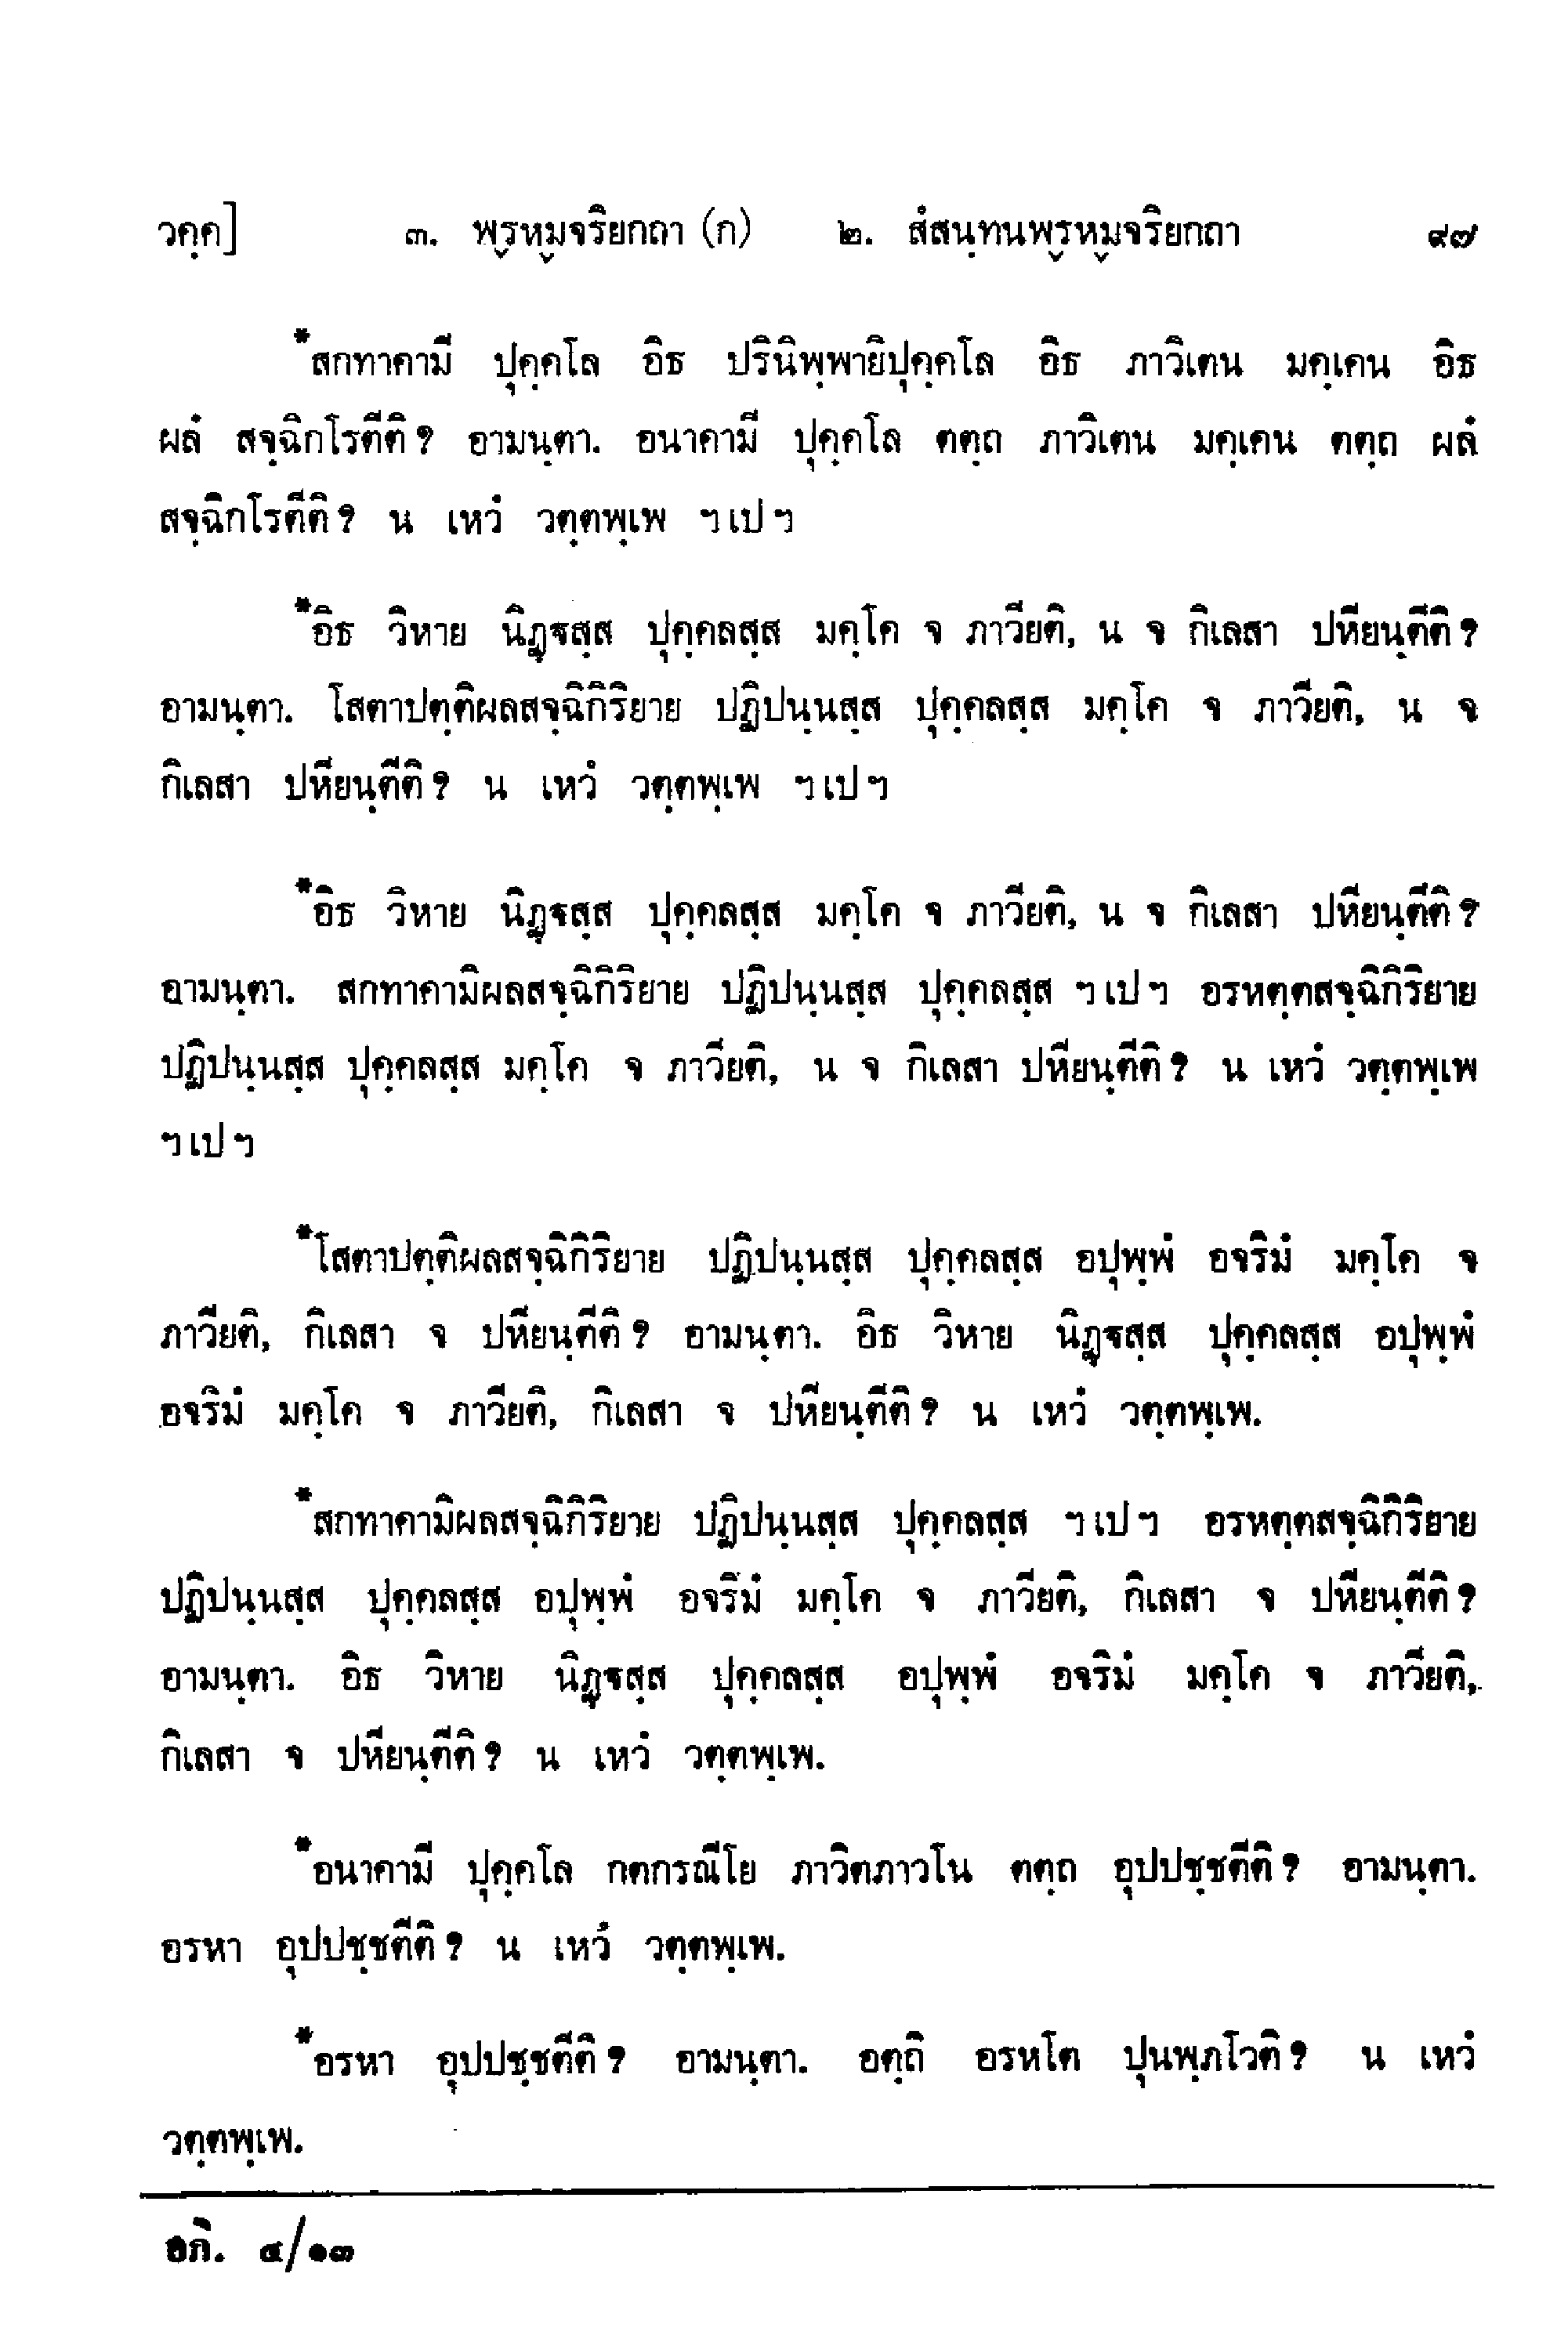 วคฺค]	๓. พฺรหฺมจริยกถา (ก)	๒. สํสนฺทนพฺรหฺมจริยกถา	๙๗
*สกทาคามี ปุคฺคโล อิธ ปรินิพฺพายิปุคฺคโล อิธ ภาวิเตน มคฺเคน อิธ
ผลํ สจฺฉิกโรตีติ? อามนฺตา. อนาคามี ปุคฺคโล ตตฺถ ภาวิเตน มคฺเคน ตตฺถ ผลํ
สจฺฉิกโรตีติ? น เหวํ วตฺตพฺเพ ฯเปฯ
*อิธ วิหาย นิฏฺฐสฺส ปุคฺคลสฺส มคฺโค จ ภาวียติ, น จ กิเลสา ปหียนฺตีติ?
อามนฺตา. โสตาปตฺติผลสจฺฉิกิริยาย ปฏิปนฺนสฺส ปุคฺคลสฺส มคฺโค จ ภาวียติ, น จ
กิเลสา ปหียนฺตีติ? น เหวํ วตฺตพฺเพ ฯเปฯ
*อิธ วิหาย นิฏฺฐสฺส ปุคฺคลสฺส มคฺโค จ ภาวียติ, น จ กิเลสา ปหียนฺตีติ?
อามนฺตา. สกทาคามิผลสจฺฉิกิริยาย ปฏิปนฺนสฺส ปุคฺคลสฺส ฯเปฯ อรหตฺตสจฺฉิกิริยาย
ปฏิปนฺนสฺส ปุคฺคลสฺส มคฺโค จ ภาวียติ, น จ กิเลสา ปหียนฺตีติ? น เหวํ วตฺตพฺเพ
ฯเปฯ
*โสตาปตฺติผลสจฺฉิกิริยาย ปฏิปนฺนสฺส ปุคฺคลสฺส อปุพฺพํ อจริมํ มคฺโค จ
ภาวียติ, กิเลสา จ ปหียนฺตีติ? อามนฺตา. อิธ วิหาย นิฏฺฐสฺส ปุคฺคลสฺส อปุพฺพํ
อจริมํ มคฺโค จ ภาวียติ, กิเลสา จ ปหียนฺตีติ? น เหวํ วตฺตพฺเพ.
*สกทาคามิผลสจฺฉิกิริยาย ปฏิปนฺนสฺส ปุคฺคลสฺส ฯเปฯ อรหตฺตสจฺฉิกิริยาย
ปฏิปนฺนสฺส ปุคฺคลสฺส อปุพฺพํ อจริมํ มคฺโค จ ภาวียติ, กิเลสา จ ปหียนฺตีติ?
อามนฺตา. อิธ วิหาย นิฏฺฐสฺส ปุคฺคลสฺส อปุพฺพํ อจริมํ มคฺโค จ ภาวียติ,
กิเลสา จ ปหียนฺตีติ? น เหวํ วตฺตพฺเพ.
*อนาคามี ปุคฺคโล กตกรณีโย ภาวิตภาวโน ตตฺถ อุปปชฺชตีติ? อามนฺตา.
อรหา อุปปชฺชตีติ? น เหวํ วตฺตพฺเพ.
*อรหา อุปปชฺชตีติ? อามนฺตา. อตฺถิ อรหโต ปุนพฺภโวติ? น เหวํ
วตฺตพฺเพ.
อภิ. ๔/๑๓